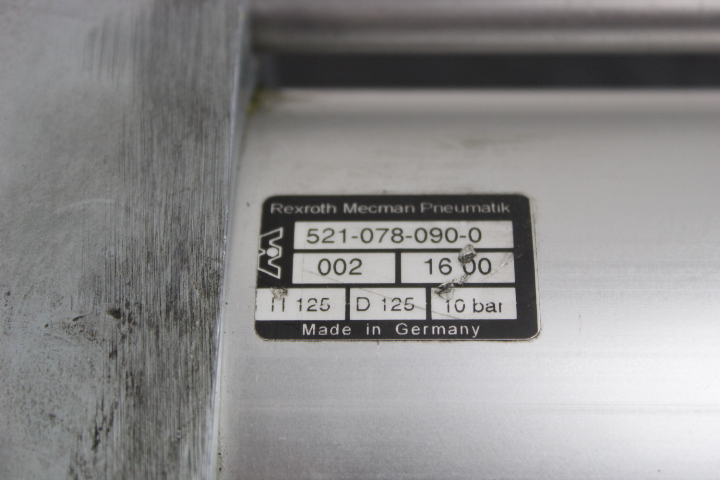 Rexroth Mecman Pneumatik
521-078-090-0
002 16 00
H 125 D 125 10 bar
Made in Germany